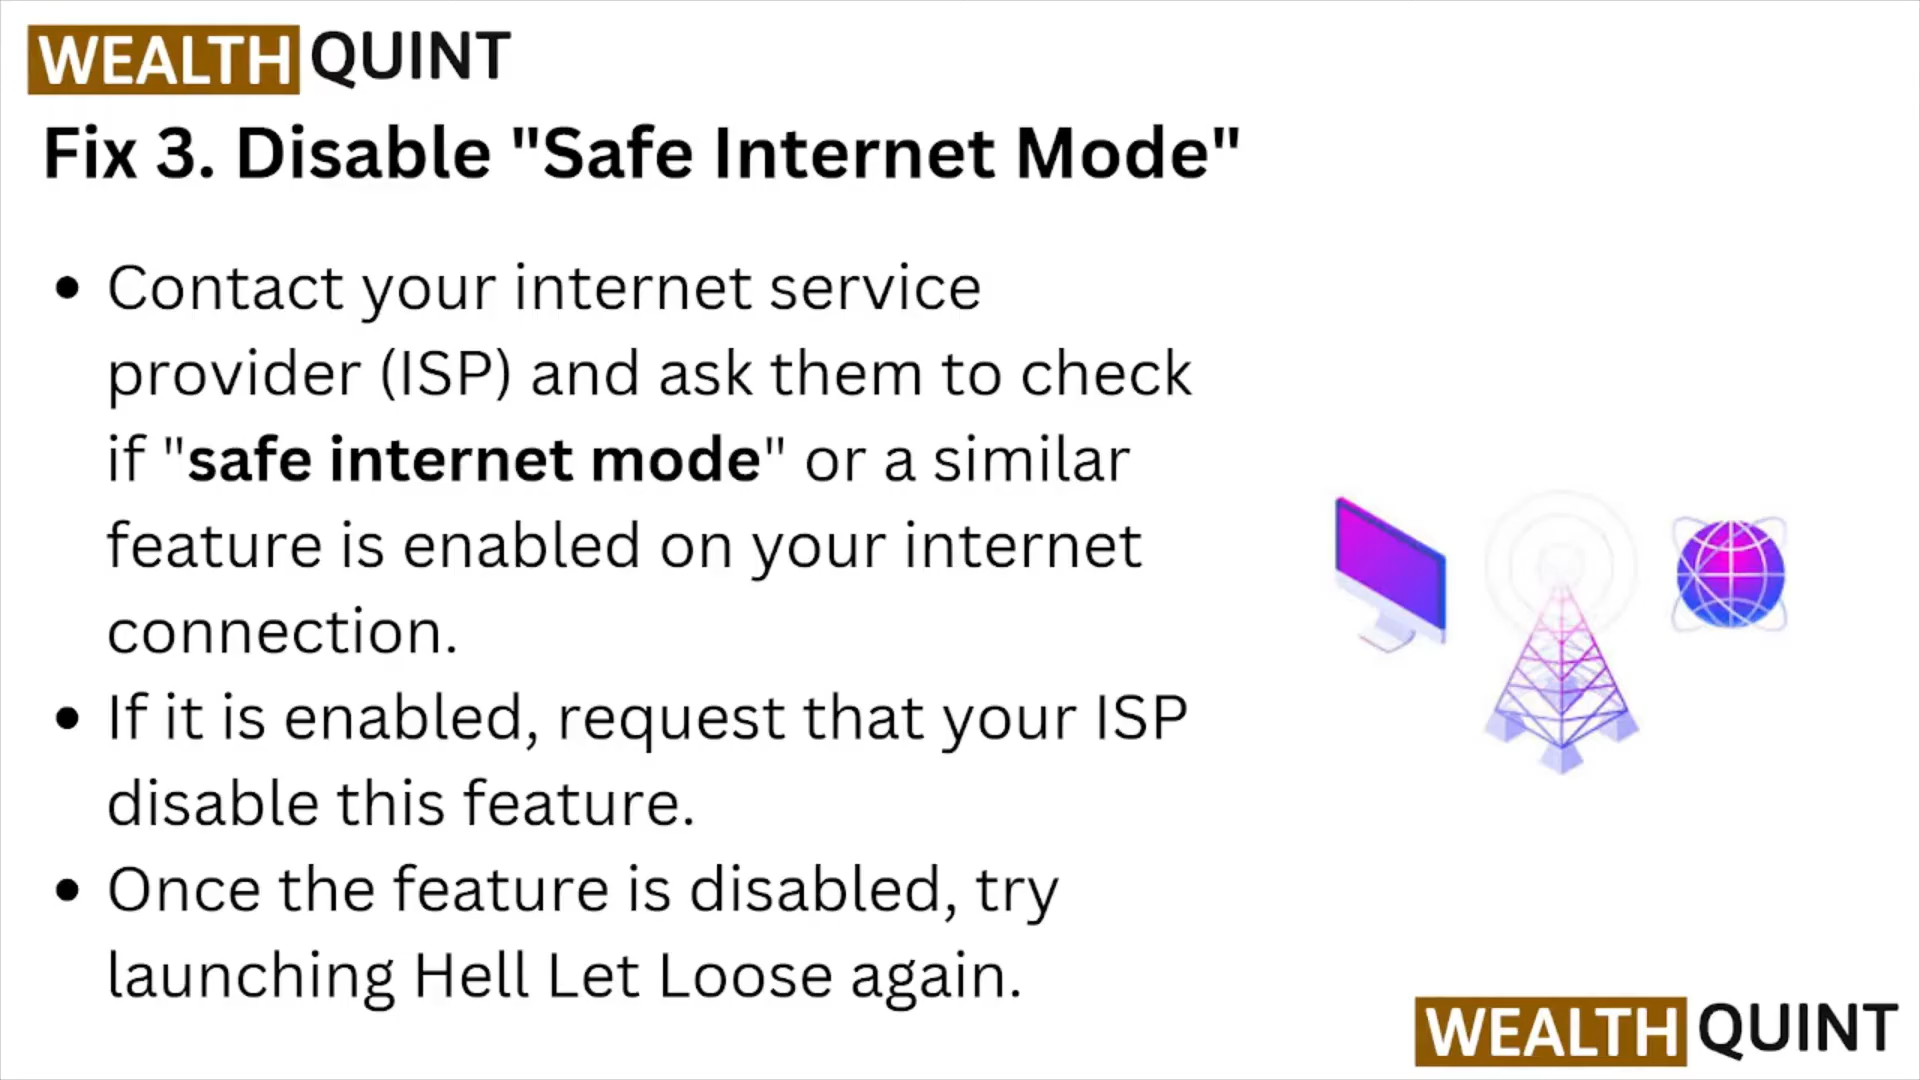 WEALTH QUINT
Fix 3. Disable "Safe Internet Mode"
• Contact your internet service
provider (ISP) and ask them to check
if "safe internet mode" or a similar
feature is enabled on your internet
connection.
• If it is enabled, request that your ISP
disable this feature.
• Once the feature is disabled, try
launching Hell Let Loose again.
WEALTH QUINT